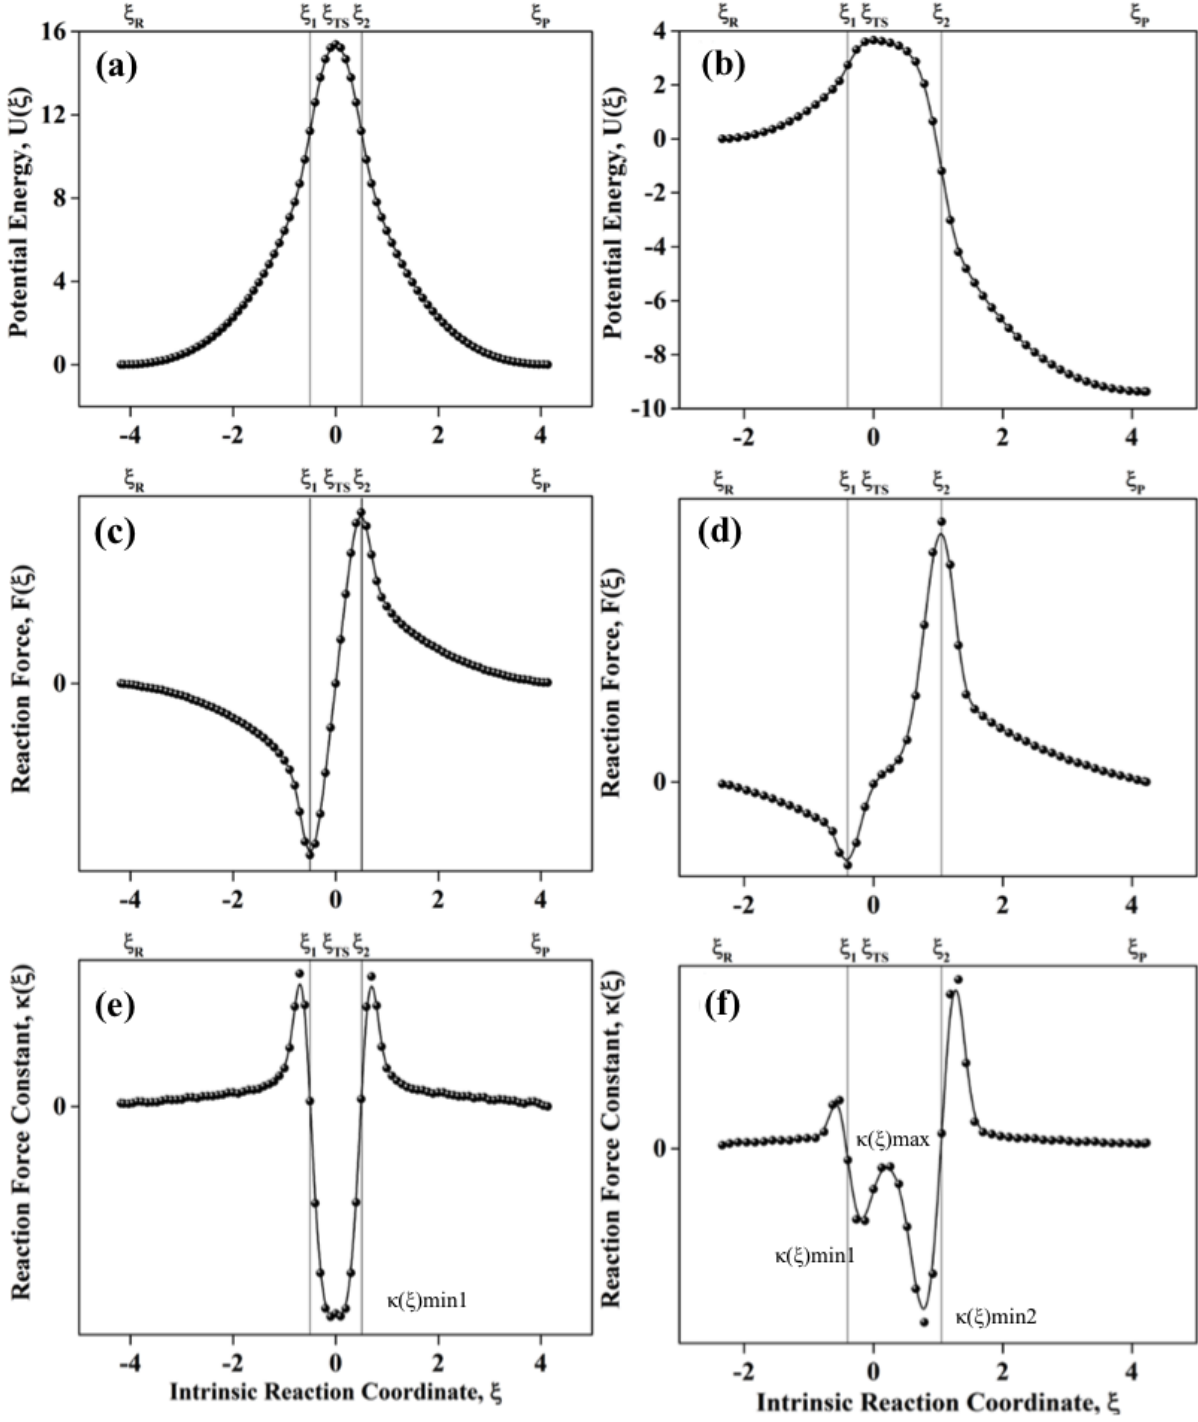 ξR ξ1 ξTS ξ2 ξP
(a)
Potential Energy, U(ξ)
16
12
8
4
0
-4 -2 0 2 4
ξR ξ1 ξTS ξ2 ξP
(b)
Potential Energy, U(ξ)
4
2
0
-2
-4
-6
-8
-10
-2 0 2 4
ξR ξ1 ξTS ξ2 ξP
(c)
Reaction Force, F(ξ)
0
-4 -2 0 2 4
ξR ξ1 ξTS ξ2 ξP
(d)
Reaction Force, F(ξ)
0
-2 0 2 4
ξR ξ1 ξTS ξ2 ξP
(e)
Reaction Force Constant, κ(ξ)
0
κ(ξ)min1
-4 -2 0 2 4
Intrinsic Reaction Coordinate, ξ
ξR ξ1 ξTS ξ2 ξP
(f)
Reaction Force Constant, κ(ξ)
0
κ(ξ)max
κ(ξ)min1
κ(ξ)min2
-2 0 2 4
Intrinsic Reaction Coordinate, ξ